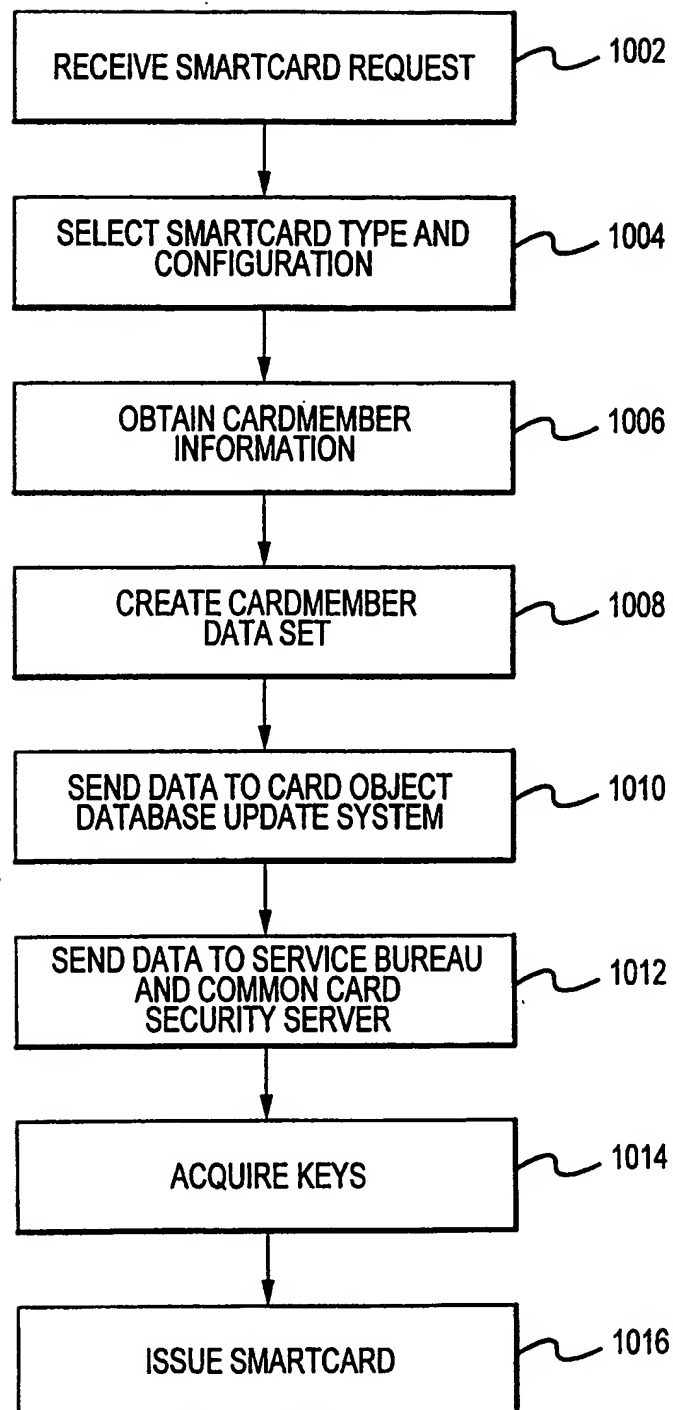 RECEIVE SMARTCARD REQUEST
1002
SELECT SMARTCARD TYPE AND
CONFIGURATION
1004
OBTAIN CARDMEMBER
INFORMATION
1006
CREATE CARDMEMBER
DATA SET
1008
SEND DATA TO CARD OBJECT
DATABASE UPDATE SYSTEM
1010
SEND DATA TO SERVICE BUREAU
AND COMMON CARD
SECURITY SERVER
1012
ACQUIRE KEYS
1014
ISSUE SMARTCARD
1016